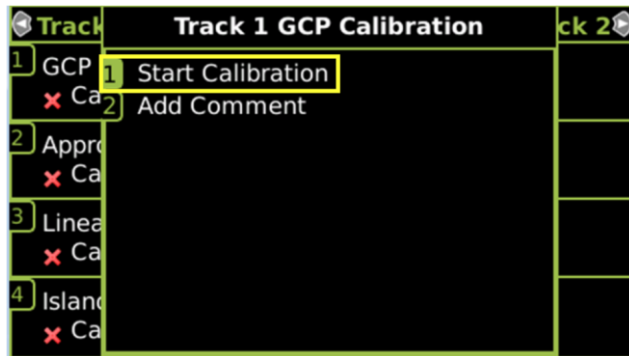 Track
Track 1 GCP Calibration
ck 2
1 GCP
Ca
1 Start Calibration
2 Add Comment
2 Appro
Ca
3 Linea
Ca
4 Islan
Ca